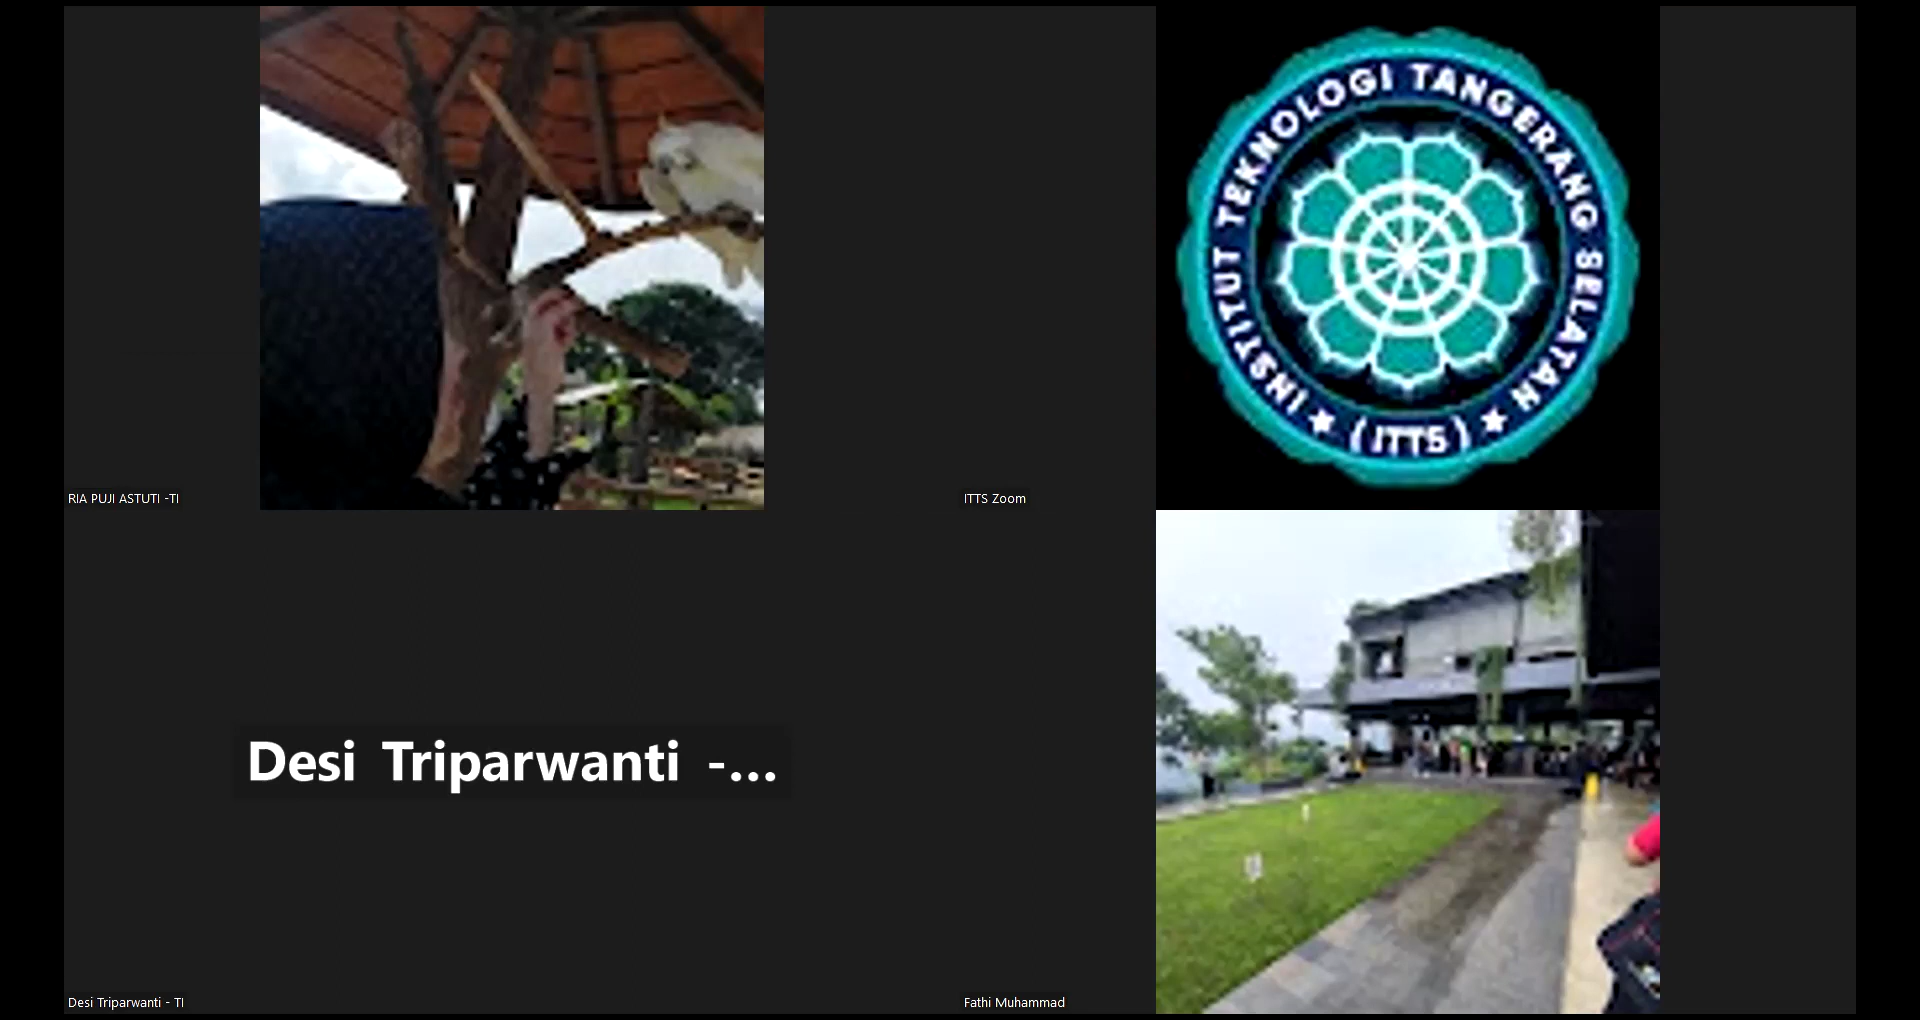 INSTITUT TEKNOLOGI TANGERANG SELATAN
★ (ITTS) ★
RIA PUJI ASTUTI -TI
ITTS Zoom
Desi Triparwanti -...
Desi Triparwanti - TI
Fathi Muhammad